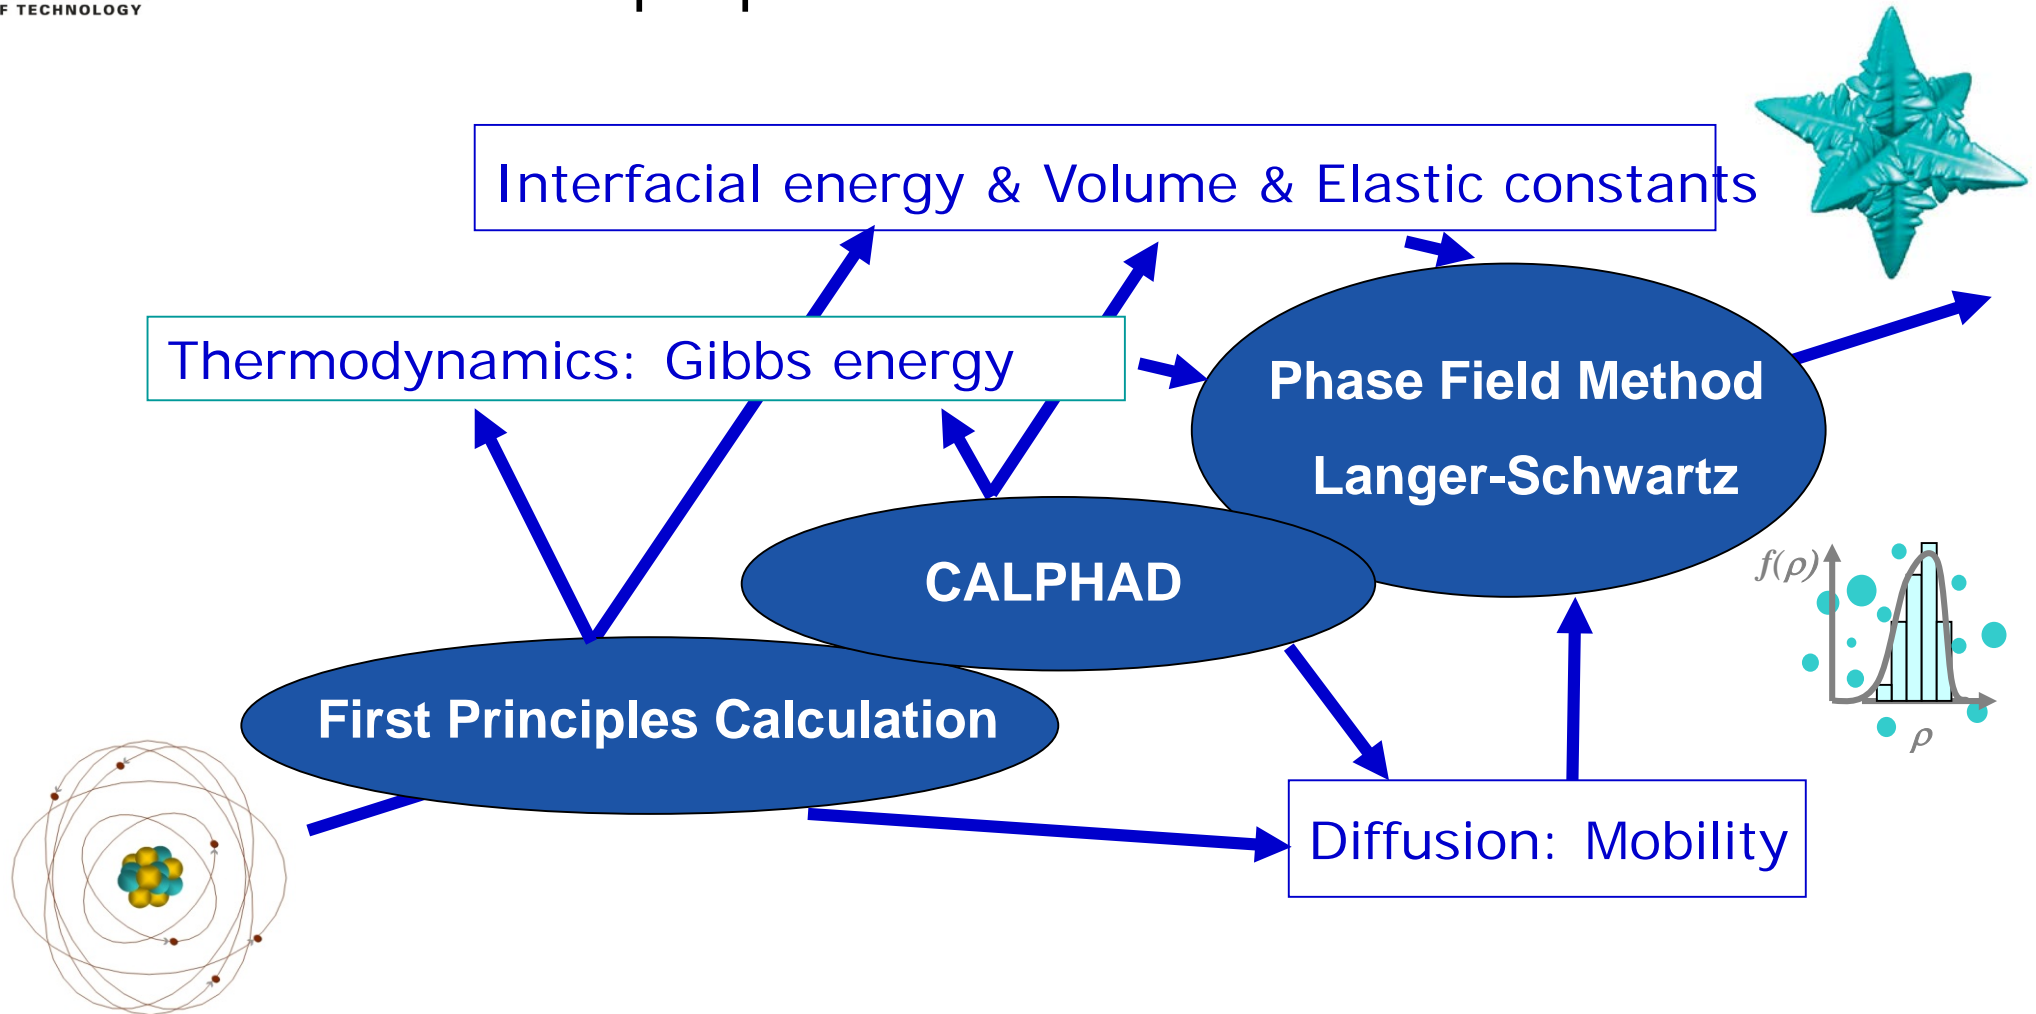 F TECHNOLOGY
Interfacial energy & Volume & Elastic constants
Thermodynamics: Gibbs energy
Phase Field Method
Langer-Schwartz
CALPHAD
f(ρ)
First Principles Calculation
ρ
Diffusion: Mobility